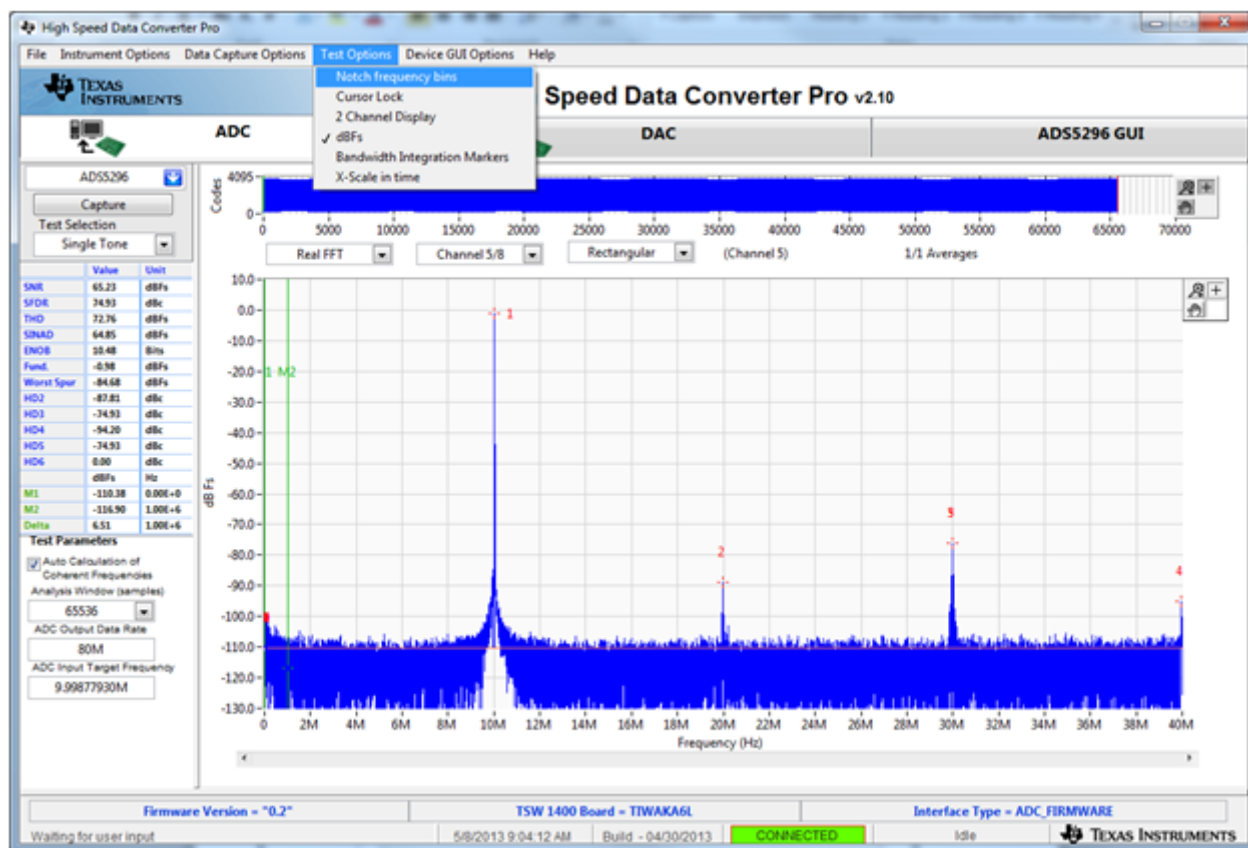 High Speed Data Converter Pro
File Instrument Options Data Capture Options Test Options Device GUI Options Help
TEXAS INSTRUMENTS
Speed Data Converter Pro v2.10
Notch frequency bins
Cursor Lock
2 Channel Display
✓ dBFs
Bandwidth Integration Markers
X-Scale in time
ADC DAC ADS5296 GUI
ADS5296
Capture
Test Selection
Single Tone
Value Unit
SNR 65.23 dBFs
SFDR 74.93 dBc
THD 72.76 dBFs
SINAD 64.85 dBFs
ENOB 10.48 Bits
Fund. -0.98 dBFs
Worst Spur -84.68 dBFs
HD2 -87.81 dBc
HD3 -74.93 dBc
HD4 -94.20 dBc
HD5 -74.93 dBc
HD6 0.00 dBc
dBFs Hz
M1 -110.38 0.00E+0
M2 -116.90 1.00E+6
Delta 6.51 1.00E+6
Test Parameters
Auto Calculation of
Coherent Frequencies
Analysis Window (samples)
65536
ADC Output Data Rate
80M
ADC Input Target Frequency
9.99877930M
Codes
4095
0
0 5000 10000 15000 20000 25000 30000 35000 40000 45000 50000 55000 60000 65000 70000
Real FFT Channel 5/8 Rectangular (Channel 5) 1/1 Averages
dB Fs
10.0
0.0
-10.0
-20.0
-30.0
-40.0
-50.0
-60.0
-70.0
-80.0
-90.0
-100.0
-110.0
-120.0
-130.0
1 M2
1
2
4
0 2M 4M 6M 8M 10M 12M 14M 16M 18M 20M 22M 24M 26M 28M 30M 32M 34M 36M 38M 40M
Frequency (Hz)
Firmware Version = "0.2" TSW 1400 Board = TIWAKA6L Interface Type = ADC_FIRMWARE
Waiting for user input 5/8/2013 9:04:12 AM Build - 04/30/2013 CONNECTED Idle TEXAS INSTRUMENTS